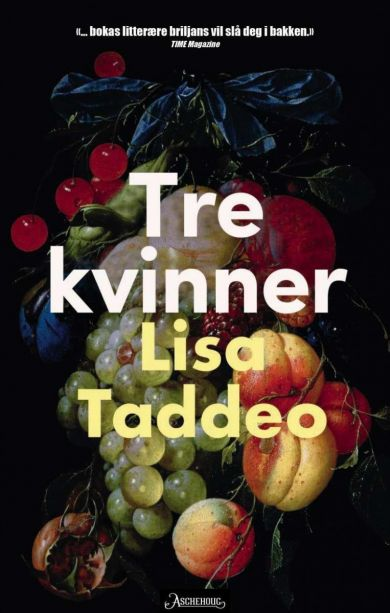 «... bokas litterære briljans vil slå deg i bakken.»
TIME Magazine
Tre
kvinner
Lisa
Taddeo
ASCHEHOUG